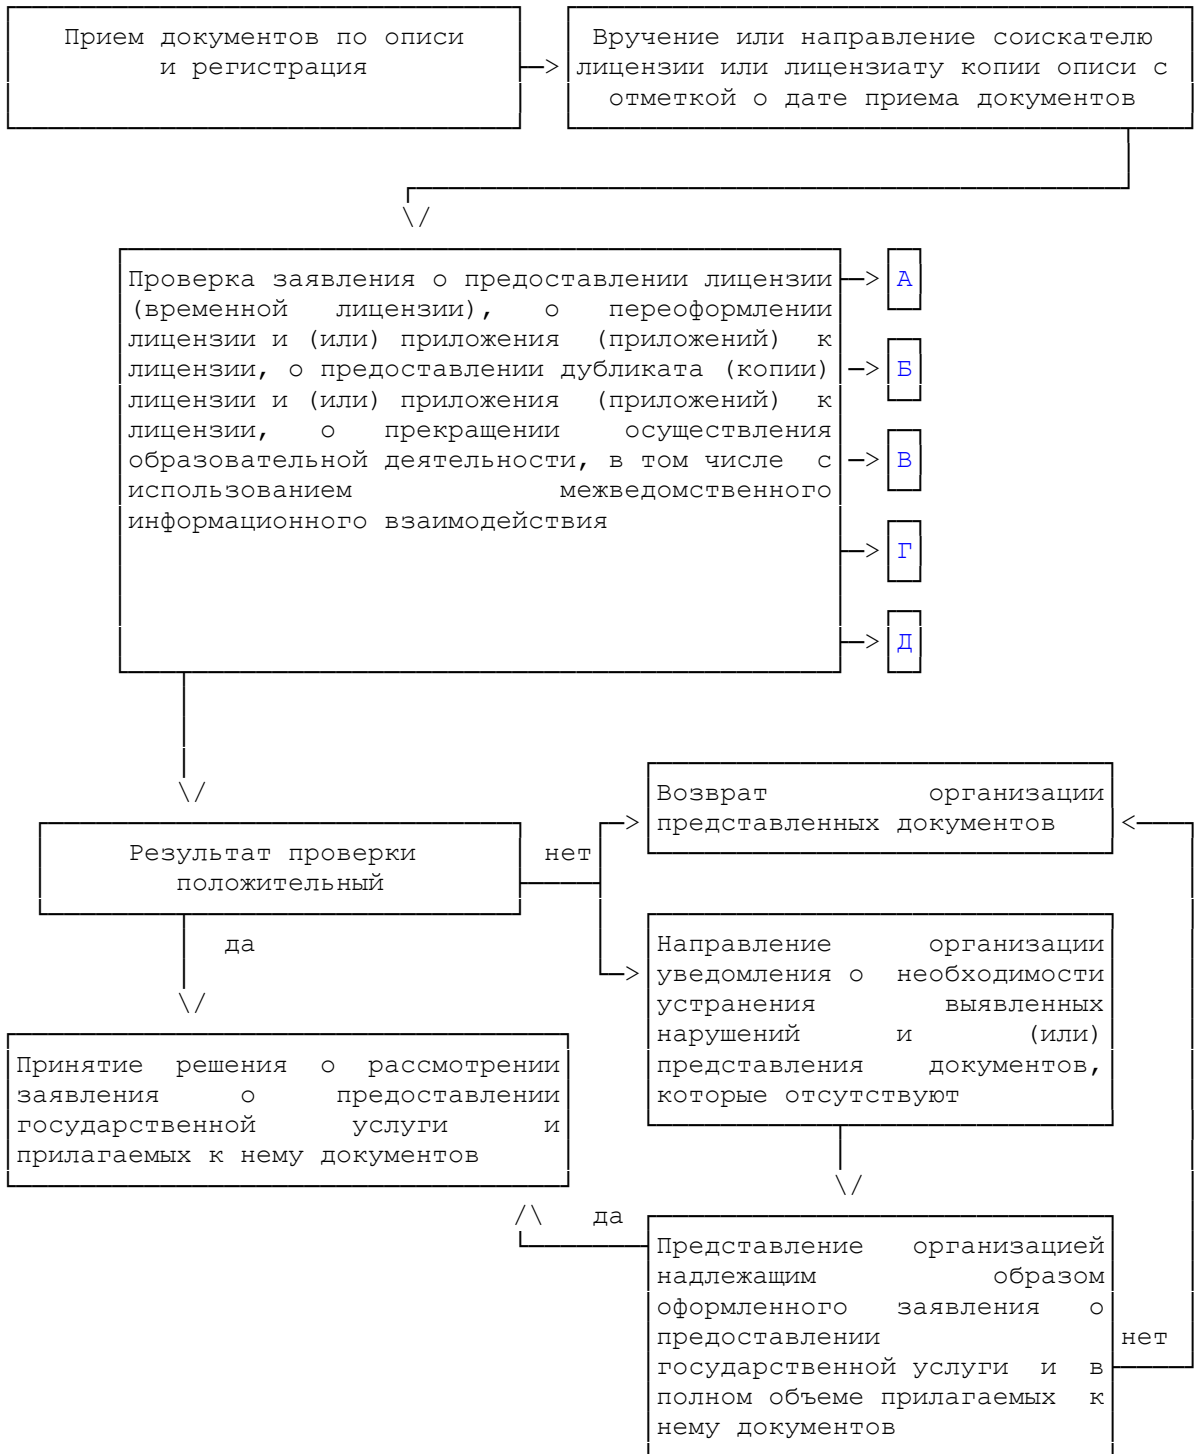 Прием документов по описи
и регистрация
Вручение или направление соискателю
лицензии или лицензиату копии описи с
отметкой о дате приема документов
Проверка заявления о предоставлении лицензии
(временной лицензии), о переоформлении
лицензии и (или) приложения (приложений) к
лицензии, о предоставлении дубликата (копии)
лицензии и (или) приложения (приложений) к
лицензии, о прекращении осуществления
образовательной деятельности, в том числе с
использованием межведомственного
информационного взаимодействия
А
Б
В
Г
Д
Результат проверки
положительный
нет
Возврат организации
представленных документов
да
Направление организации
уведомления о необходимости
устранения выявленных
нарушений и (или)
представления документов,
которые отсутствуют
Принятие решения о рассмотрении
заявления о предоставлении
государственной услуги и
прилагаемых к нему документов
да
Представление организацией
надлежащим образом
оформленного заявления о
предоставлении
государственной услуги и в
полном объеме прилагаемых к
нему документов
нет